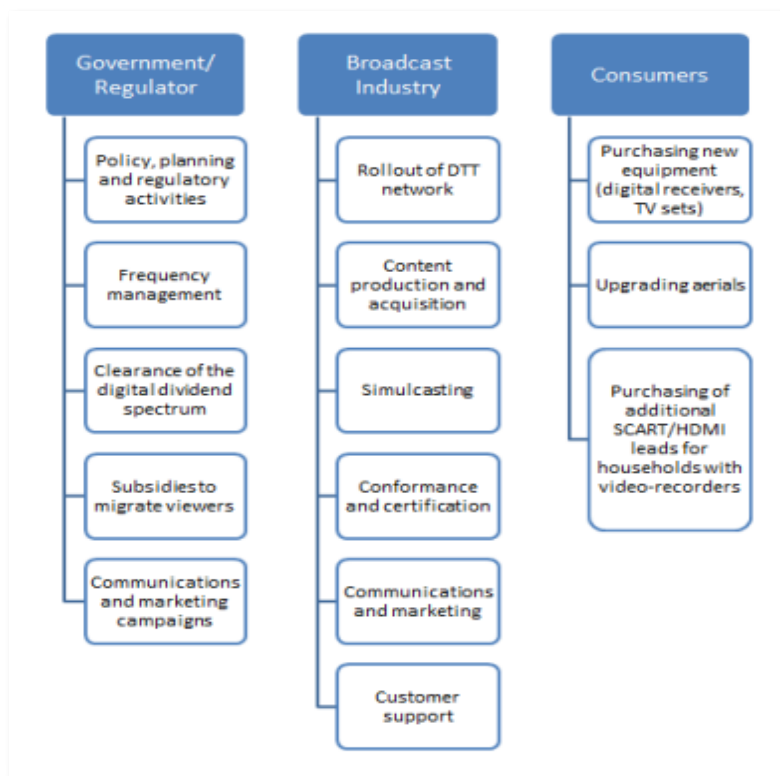 Government/
Regulator
Policy, planning
and regulatory
activities
Frequency
management
Clearance of the
digital dividend
spectrum
Subsidies to
migrate viewers
Communications
and marketing
campaigns
Broadcast
Industry
Rollout of DTT
network
Content
production and
acquisition
Simulcasting
Conformance
and certification
Communications
and marketing
Customer
support
Consumers
Purchasing new
equipment
(digital receivers,
TV sets)
Upgrading aerials
Purchasing of
additional
SCART/HDMI
leads for
households with
video-recorders